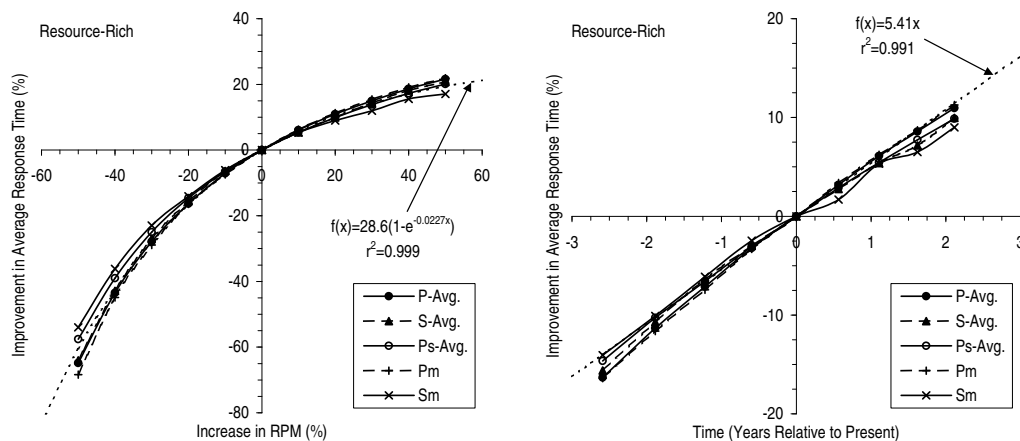 Resource-Rich
Improvement in Average Response Time (%)
40
20
0
-20
-40
-60
-80
-60
-40
-20
0
20
40
60
f(x)=28.6(1-e^-0.0227x)
r²=0.999
P-Avg.
S-Avg.
Ps-Avg.
Pm
Sm
Increase in RPM (%)
Resource-Rich
f(x)=5.41x
r²=0.991
Improvement in Average Response Time (%)
20
10
0
-10
-20
-3
-2
-1
0
1
2
3
P-Avg.
S-Avg.
Ps-Avg.
Pm
Sm
Time (Years Relative to Present)